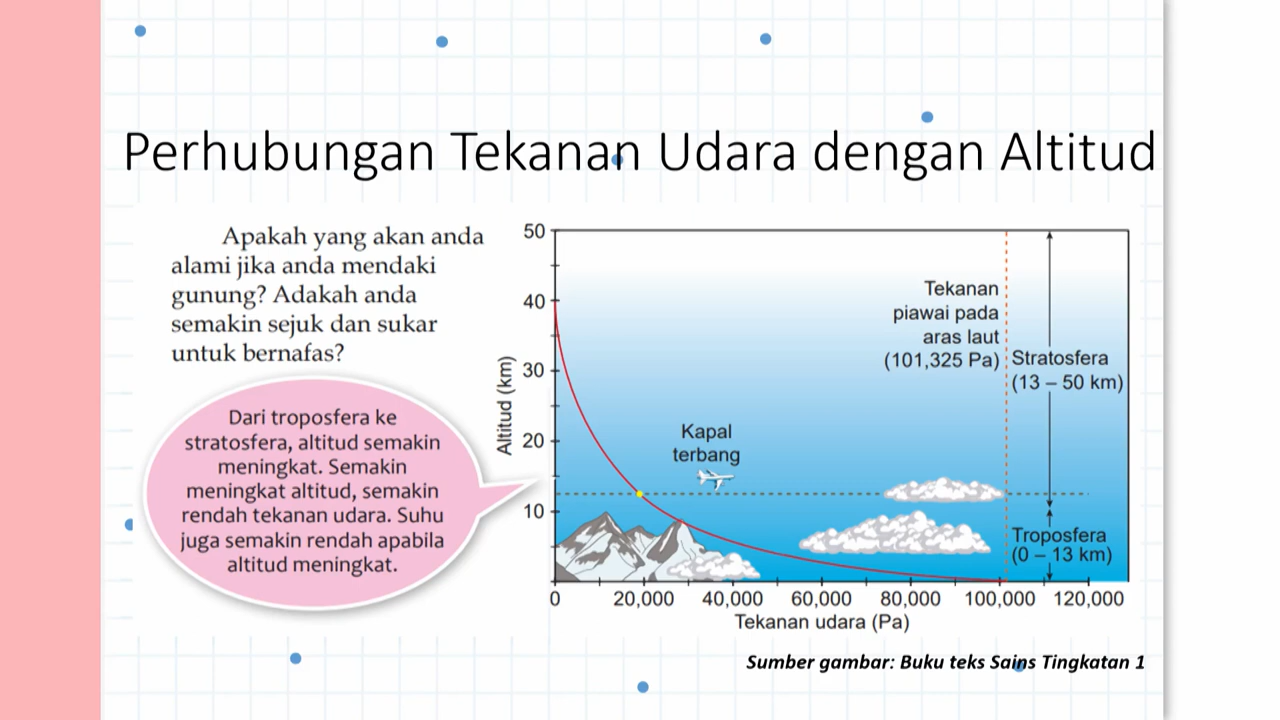 Perhubungan Tekanan Udara dengan Altitud
Apakah yang akan anda
alami jika anda mendaki
gunung? Adakah anda
semakin sejuk dan sukar
untuk bernafas?
Dari troposfera ke
stratosfera, altitud semakin
meningkat. Semakin
meningkat altitud, semakin
rendah tekanan udara. Suhu
juga semakin rendah apabila
altitud meningkat.
Altitud (km)
50
40
30
20
10
Tekanan
piawai pada
aras laut
(101,325 Pa)
Stratosfera
(13 – 50 km)
Kapal
terbang
Troposfera
(0 – 13 km)
0 20,000 40,000 60,000 80,000 100,000 120,000
Tekanan udara (Pa)
Sumber gambar: Buku teks Sains Tingkatan 1